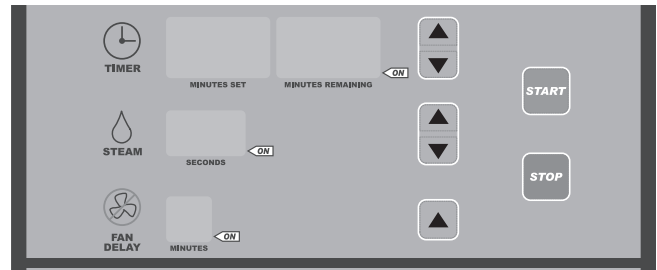 TIMER
MINUTES SET
MINUTES REMAINING
ON
START
STEAM
SECONDS
ON
STOP
FAN
DELAY
MINUTES
ON